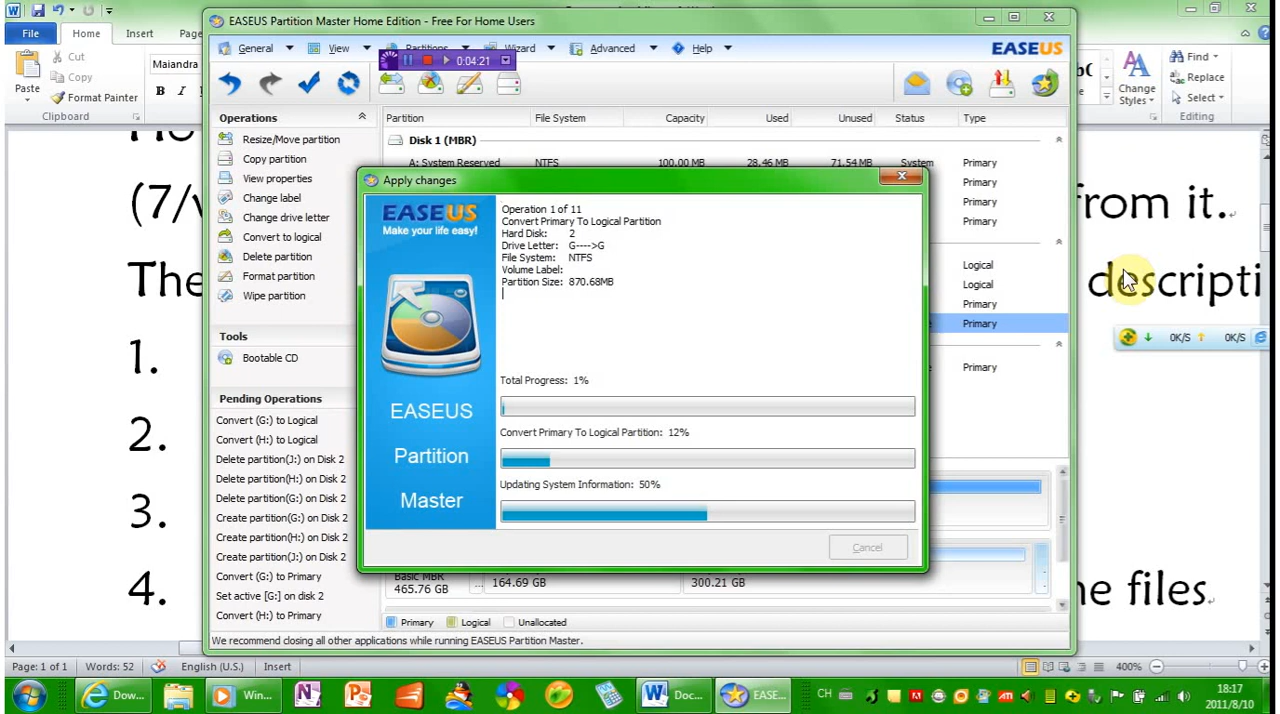 EASEUS Partition Master Home Edition - Free For Home Users
File Home Insert Page
Cut
Copy
Paste
Format Painter
Clipboard
Maiandra
B I
General View Partitions Wizard Advanced Help
EASEUS
0:04:21
Find
Replace
Select
Change
Styles
Editing
Operations
Resize/Move partition
Copy partition
View properties
Change label
Change drive letter
Convert to logical
Delete partition
Format partition
Wipe partition
Tools
Bootable CD
Pending Operations
Convert (G:) to Logical
Convert (H:) to Logical
Delete partition(J:) on Disk 2
Delete partition(H:) on Disk 2
Delete partition(G:) on Disk 2
Create partition(G:) on Disk 2
Create partition(H:) on Disk 2
Create partition(J:) on Disk 2
Convert (G:) to Primary
Set active [G:] on disk 2
Convert (H:) to Primary
Partition File System Capacity Used Unused Status Type
Disk 1 (MBR)
A: System Reserved NTFS 100.00 MB 28.46 MB 71.54 MB System Primary
Primary
Primary
Primary
Logical
Logical
Primary
Primary
Primary
Apply changes
EASEUS
Make your life easy!
EASEUS
Partition
Master
Operation 1 of 11
Convert Primary To Logical Partition
Hard Disk: 2
Drive Letter: G---->G
File System: NTFS
Volume Label:
Partition Size: 870.68MB
Total Progress: 1%
Convert Primary To Logical Partition: 12%
Updating System Information: 50%
Cancel
Basic MBR
465.76 GB ... 164.69 GB 300.21 GB
Primary Logical Unallocated
We recommend closing all other applications while running EASEUS Partition Master.
(7/ from it.
The descripti
1.
2.
3.
4. files.
0K/S 0K/S
Page: 1 of 1 Words: 52 English (U.S.) Insert 400%
Dow... Win... Doc... EASE...
CH
18:17
2011/8/10